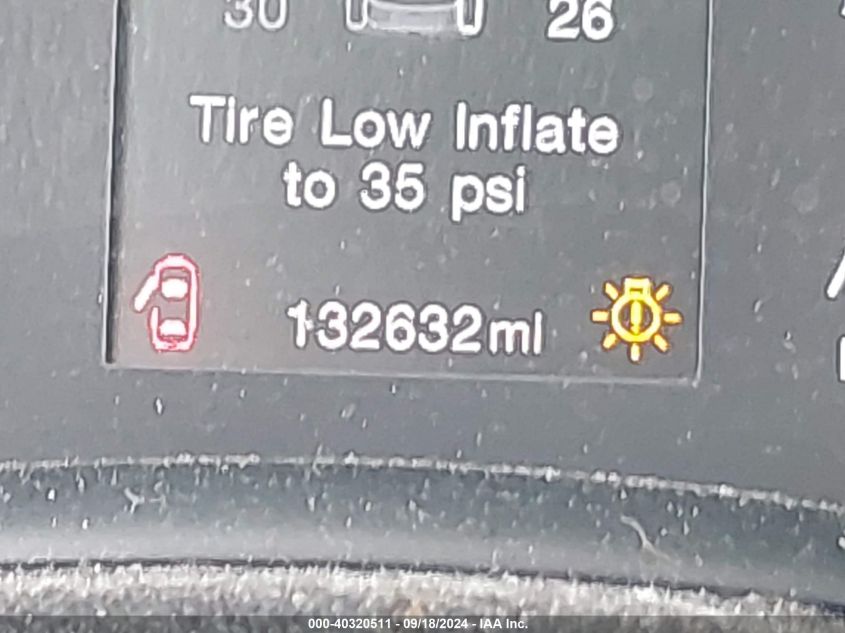 30 26
Tire Low Inflate
to 35 psi
132632mi
000-40320511 - 09/18/2024 - IAA Inc.